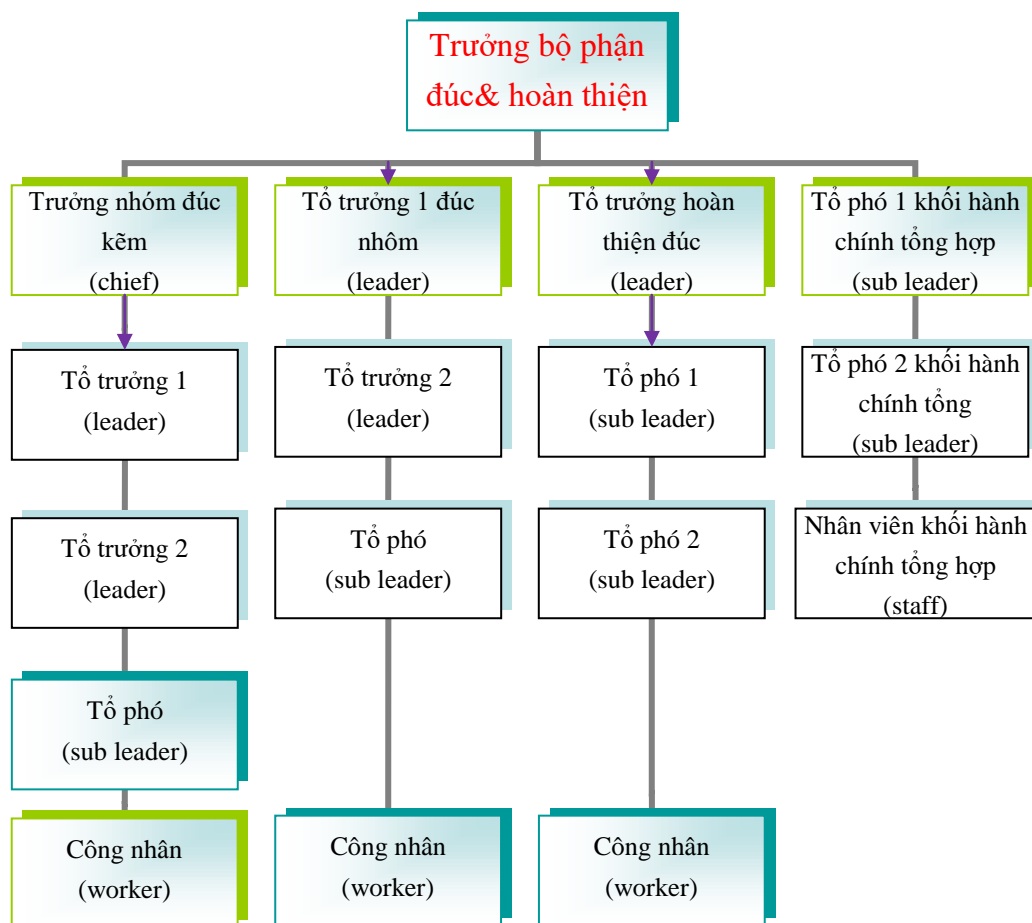 Trưởng bộ phận
đúc& hoàn thiện
Trưởng nhóm đúc
kẽm
(chief)
Tổ trưởng 1 đúc
nhôm
(leader)
Tổ trưởng hoàn
thiện đúc
(leader)
Tổ phó 1 khối hành
chính tổng hợp
(sub leader)
Tổ trưởng 1
(leader)
Tổ trưởng 2
(leader)
Tổ phó 1
(sub leader)
Tổ phó 2 khối hành
chính tổng
(sub leader)
Tổ trưởng 2
(leader)
Tổ phó
(sub leader)
Tổ phó 2
(sub leader)
Nhân viên khối hành
chính tổng hợp
(staff)
Tổ phó
(sub leader)
Công nhân
(worker)
Công nhân
(worker)
Công nhân
(worker)